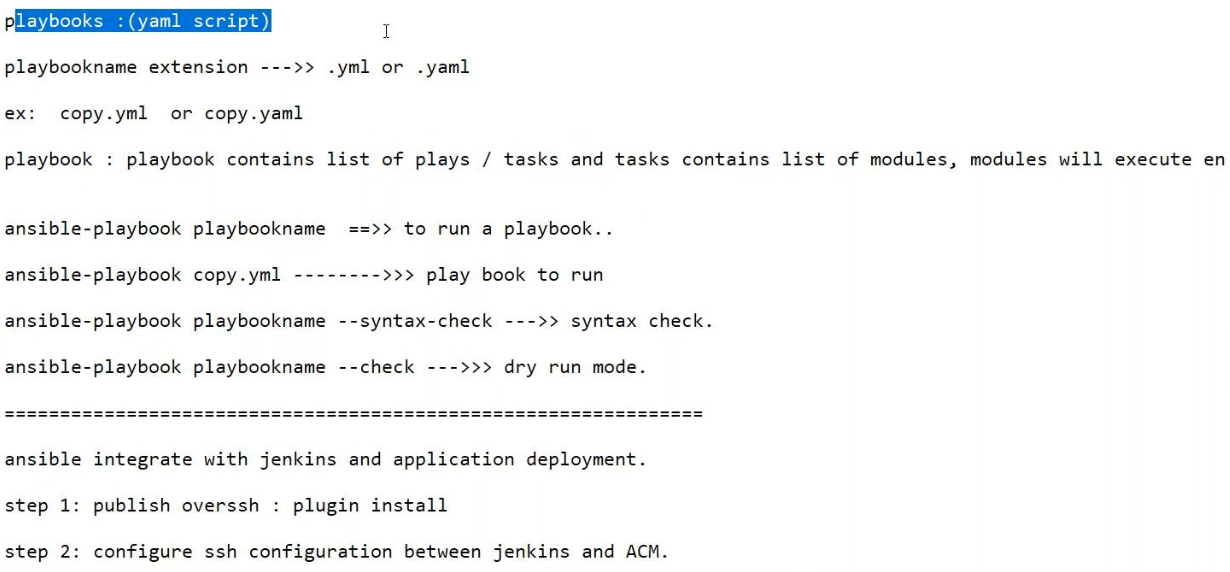 playbooks :(yaml script)
playbookname extension --->> .yml or .yaml
ex:  copy.yml  or copy.yaml
playbook : playbook contains list of plays / tasks and tasks contains list of modules, modules will execute en
ansible-playbook playbookname  ==>> to run a playbook..
ansible-playbook copy.yml -------->>> play book to run
ansible-playbook playbookname --syntax-check --->> syntax check.
ansible-playbook playbookname --check --->>> dry run mode.
===============================================================
ansible integrate with jenkins and application deployment.
step 1: publish overssh : plugin install
step 2: configure ssh configuration between jenkins and ACM.